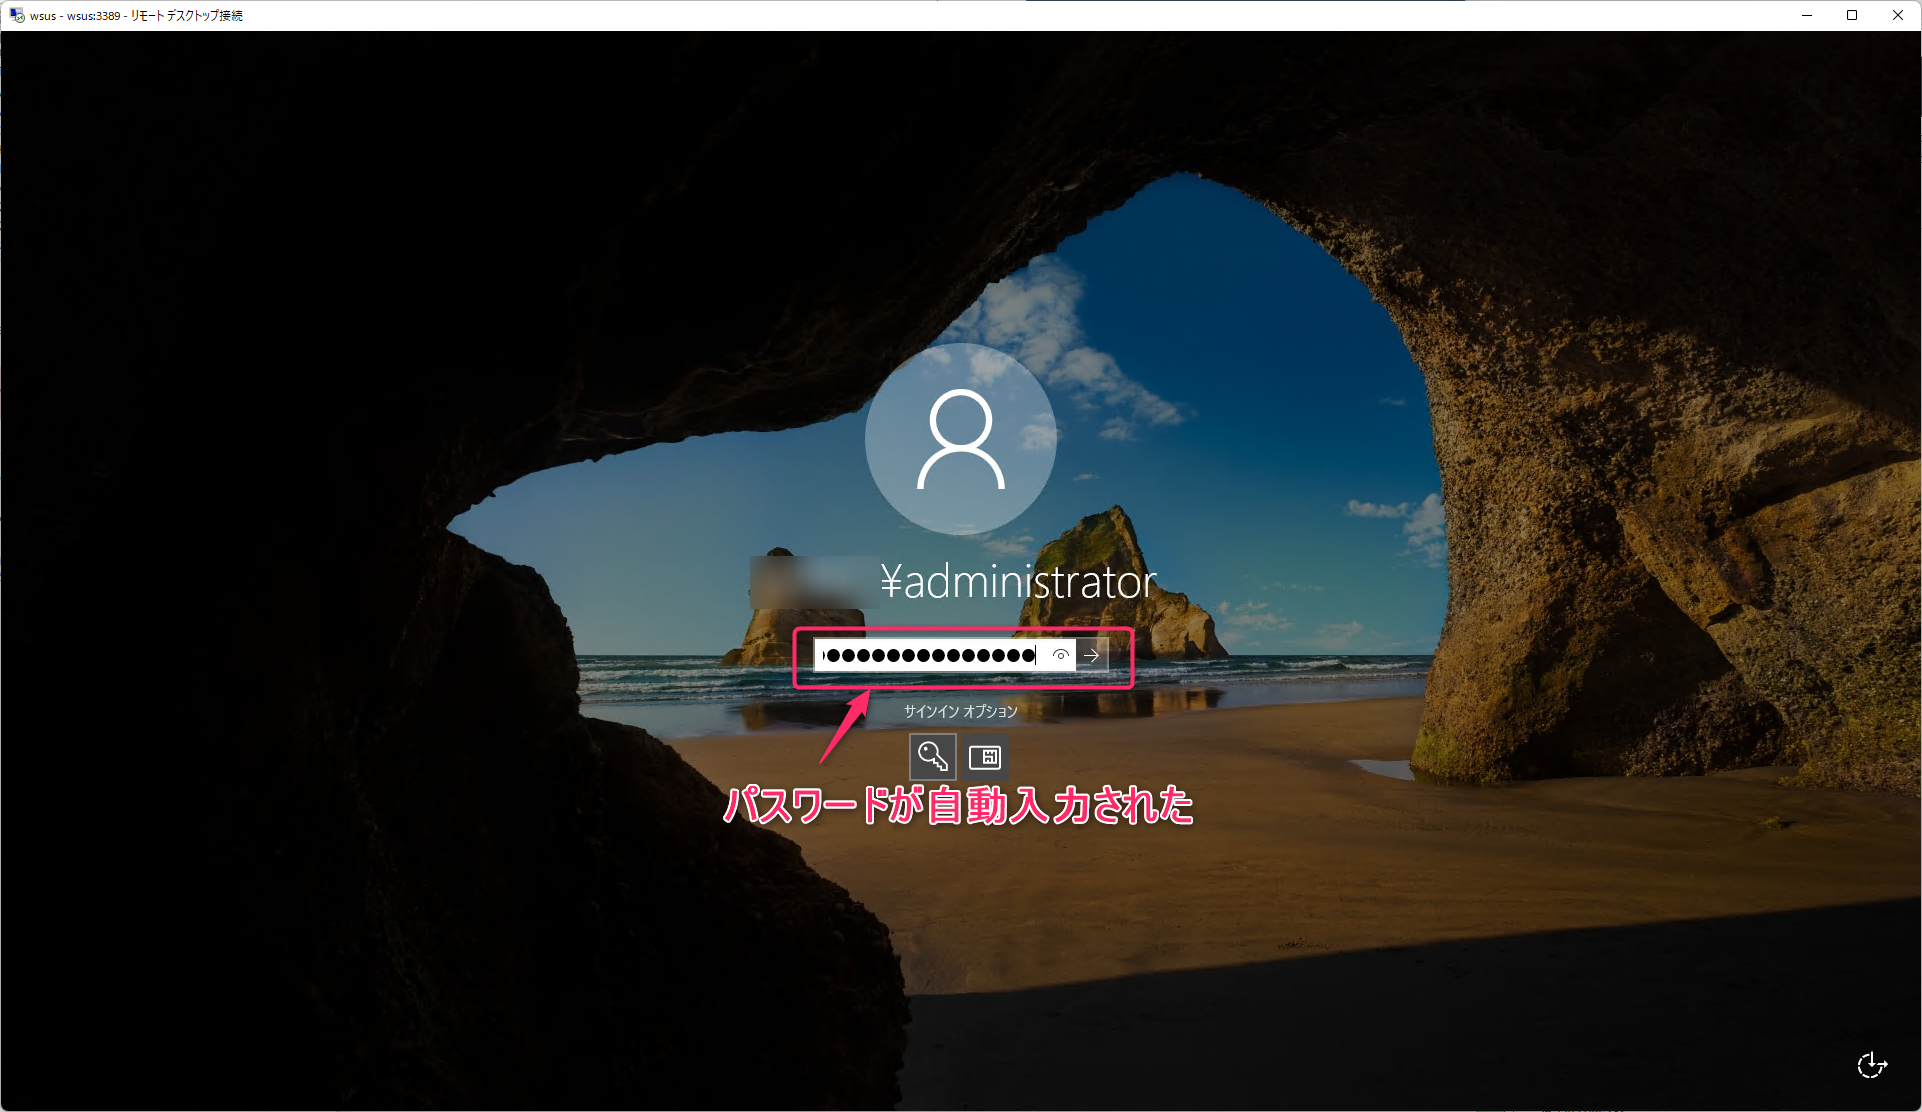 wsus - wsus:3389 - リモート デスクトップ接続
¥administrator
サインイン オプション
パスワードが自動入力された